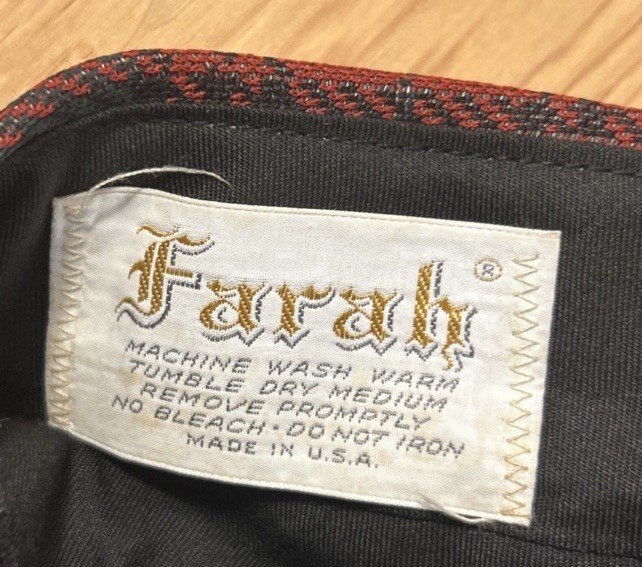 Farah®
MACHINE WASH WARM
TUMBLE DRY MEDIUM
REMOVE PROMPTLY
NO BLEACH · DO NOT IRON
MADE IN U.S.A.